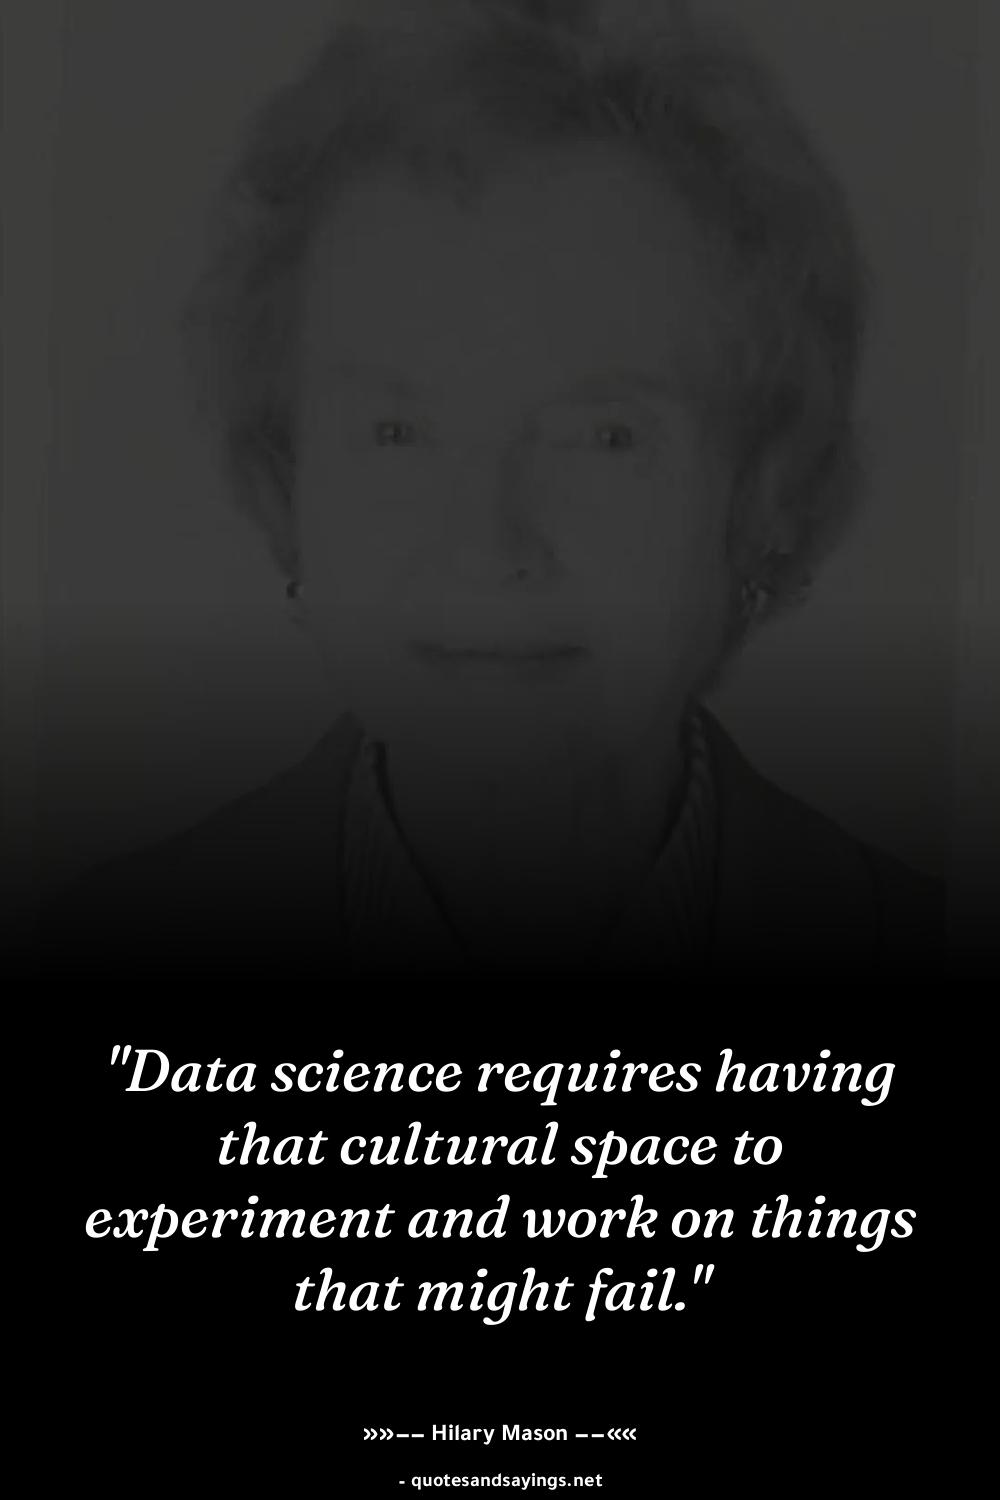 "Data science requires having
that cultural space to
experiment and work on things
that might fail."
»»–– Hilary Mason ––««
- quotesandsayings.net